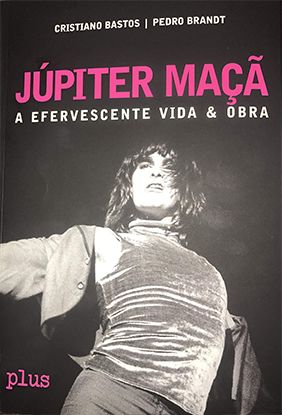 CRISTIANO BASTOS | PEDRO BRANDT
JÚPITER MAÇÃ
A EFERVESCENTE VIDA & OBRA
plus